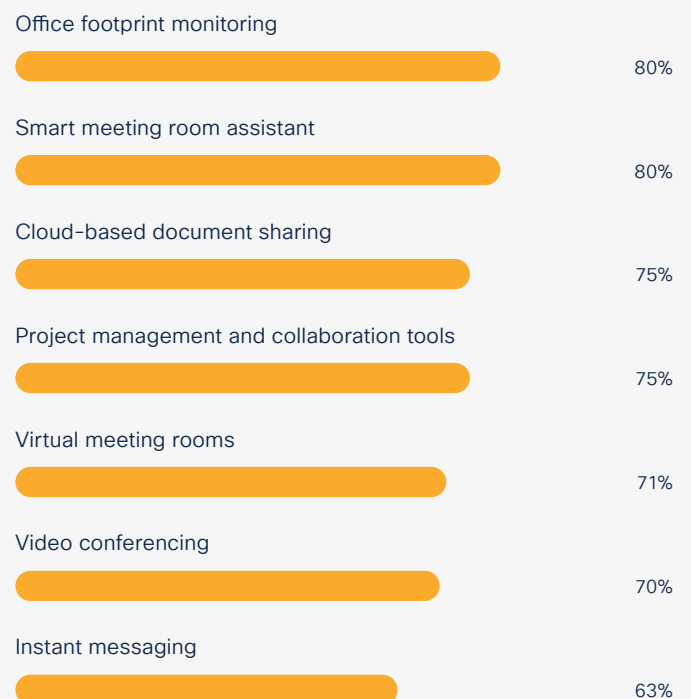 Office footprint monitoring
80%
Smart meeting room assistant
80%
Cloud-based document sharing
75%
Project management and collaboration tools
75%
Virtual meeting rooms
71%
Video conferencing
70%
Instant messaging
63%